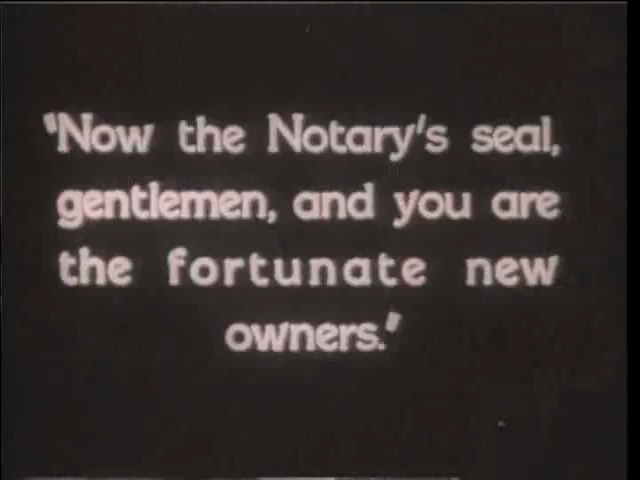 "Now the Notary's seal,
gentlemen, and you are
the fortunate new
owners."